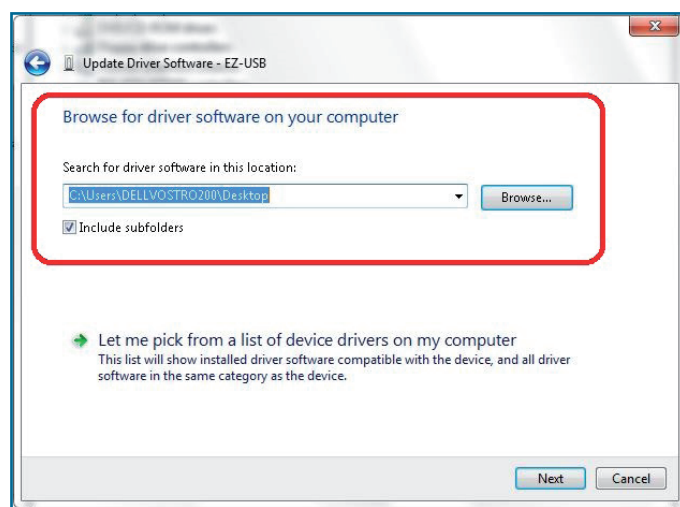 Update Driver Software - EZ-USB
Browse for driver software on your computer
Search for driver software in this location:
C:\Users\DELLVOSTRO200\Desktop
Browse...
Include subfolders
Let me pick from a list of device drivers on my computer
This list will show installed driver software compatible with the device, and all driver
software in the same category as the device.
Next
Cancel